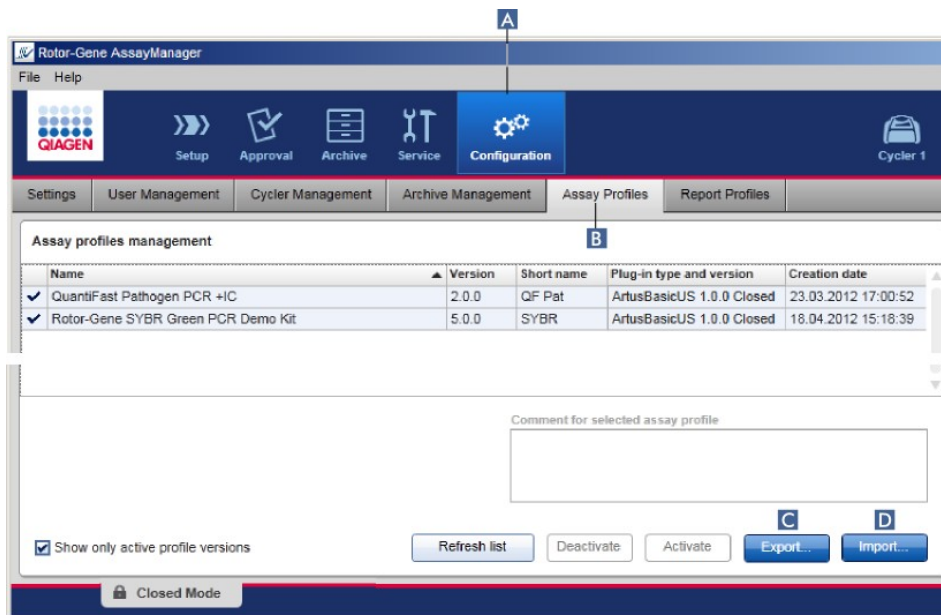 A
Rotor-Gene AssayManager
File Help
QIAGEN
Setup Approval Archive Service Configuration Cycler 1
Settings User Management Cycler Management Archive Management Assay Profiles Report Profiles
B
Assay profiles management
Name Version Short name Plug-in type and version Creation date
QuantiFast Pathogen PCR +IC 2.0.0 QF Pat ArtusBasicUS 1.0.0 Closed 23.03.2012 17:00:52
Rotor-Gene SYBR Green PCR Demo Kit 5.0.0 SYBR ArtusBasicUS 1.0.0 Closed 18.04.2012 15:18:39
Comment for selected assay profile
C D
Show only active profile versions Refresh list Deactivate Activate Export... Import...
Closed Mode